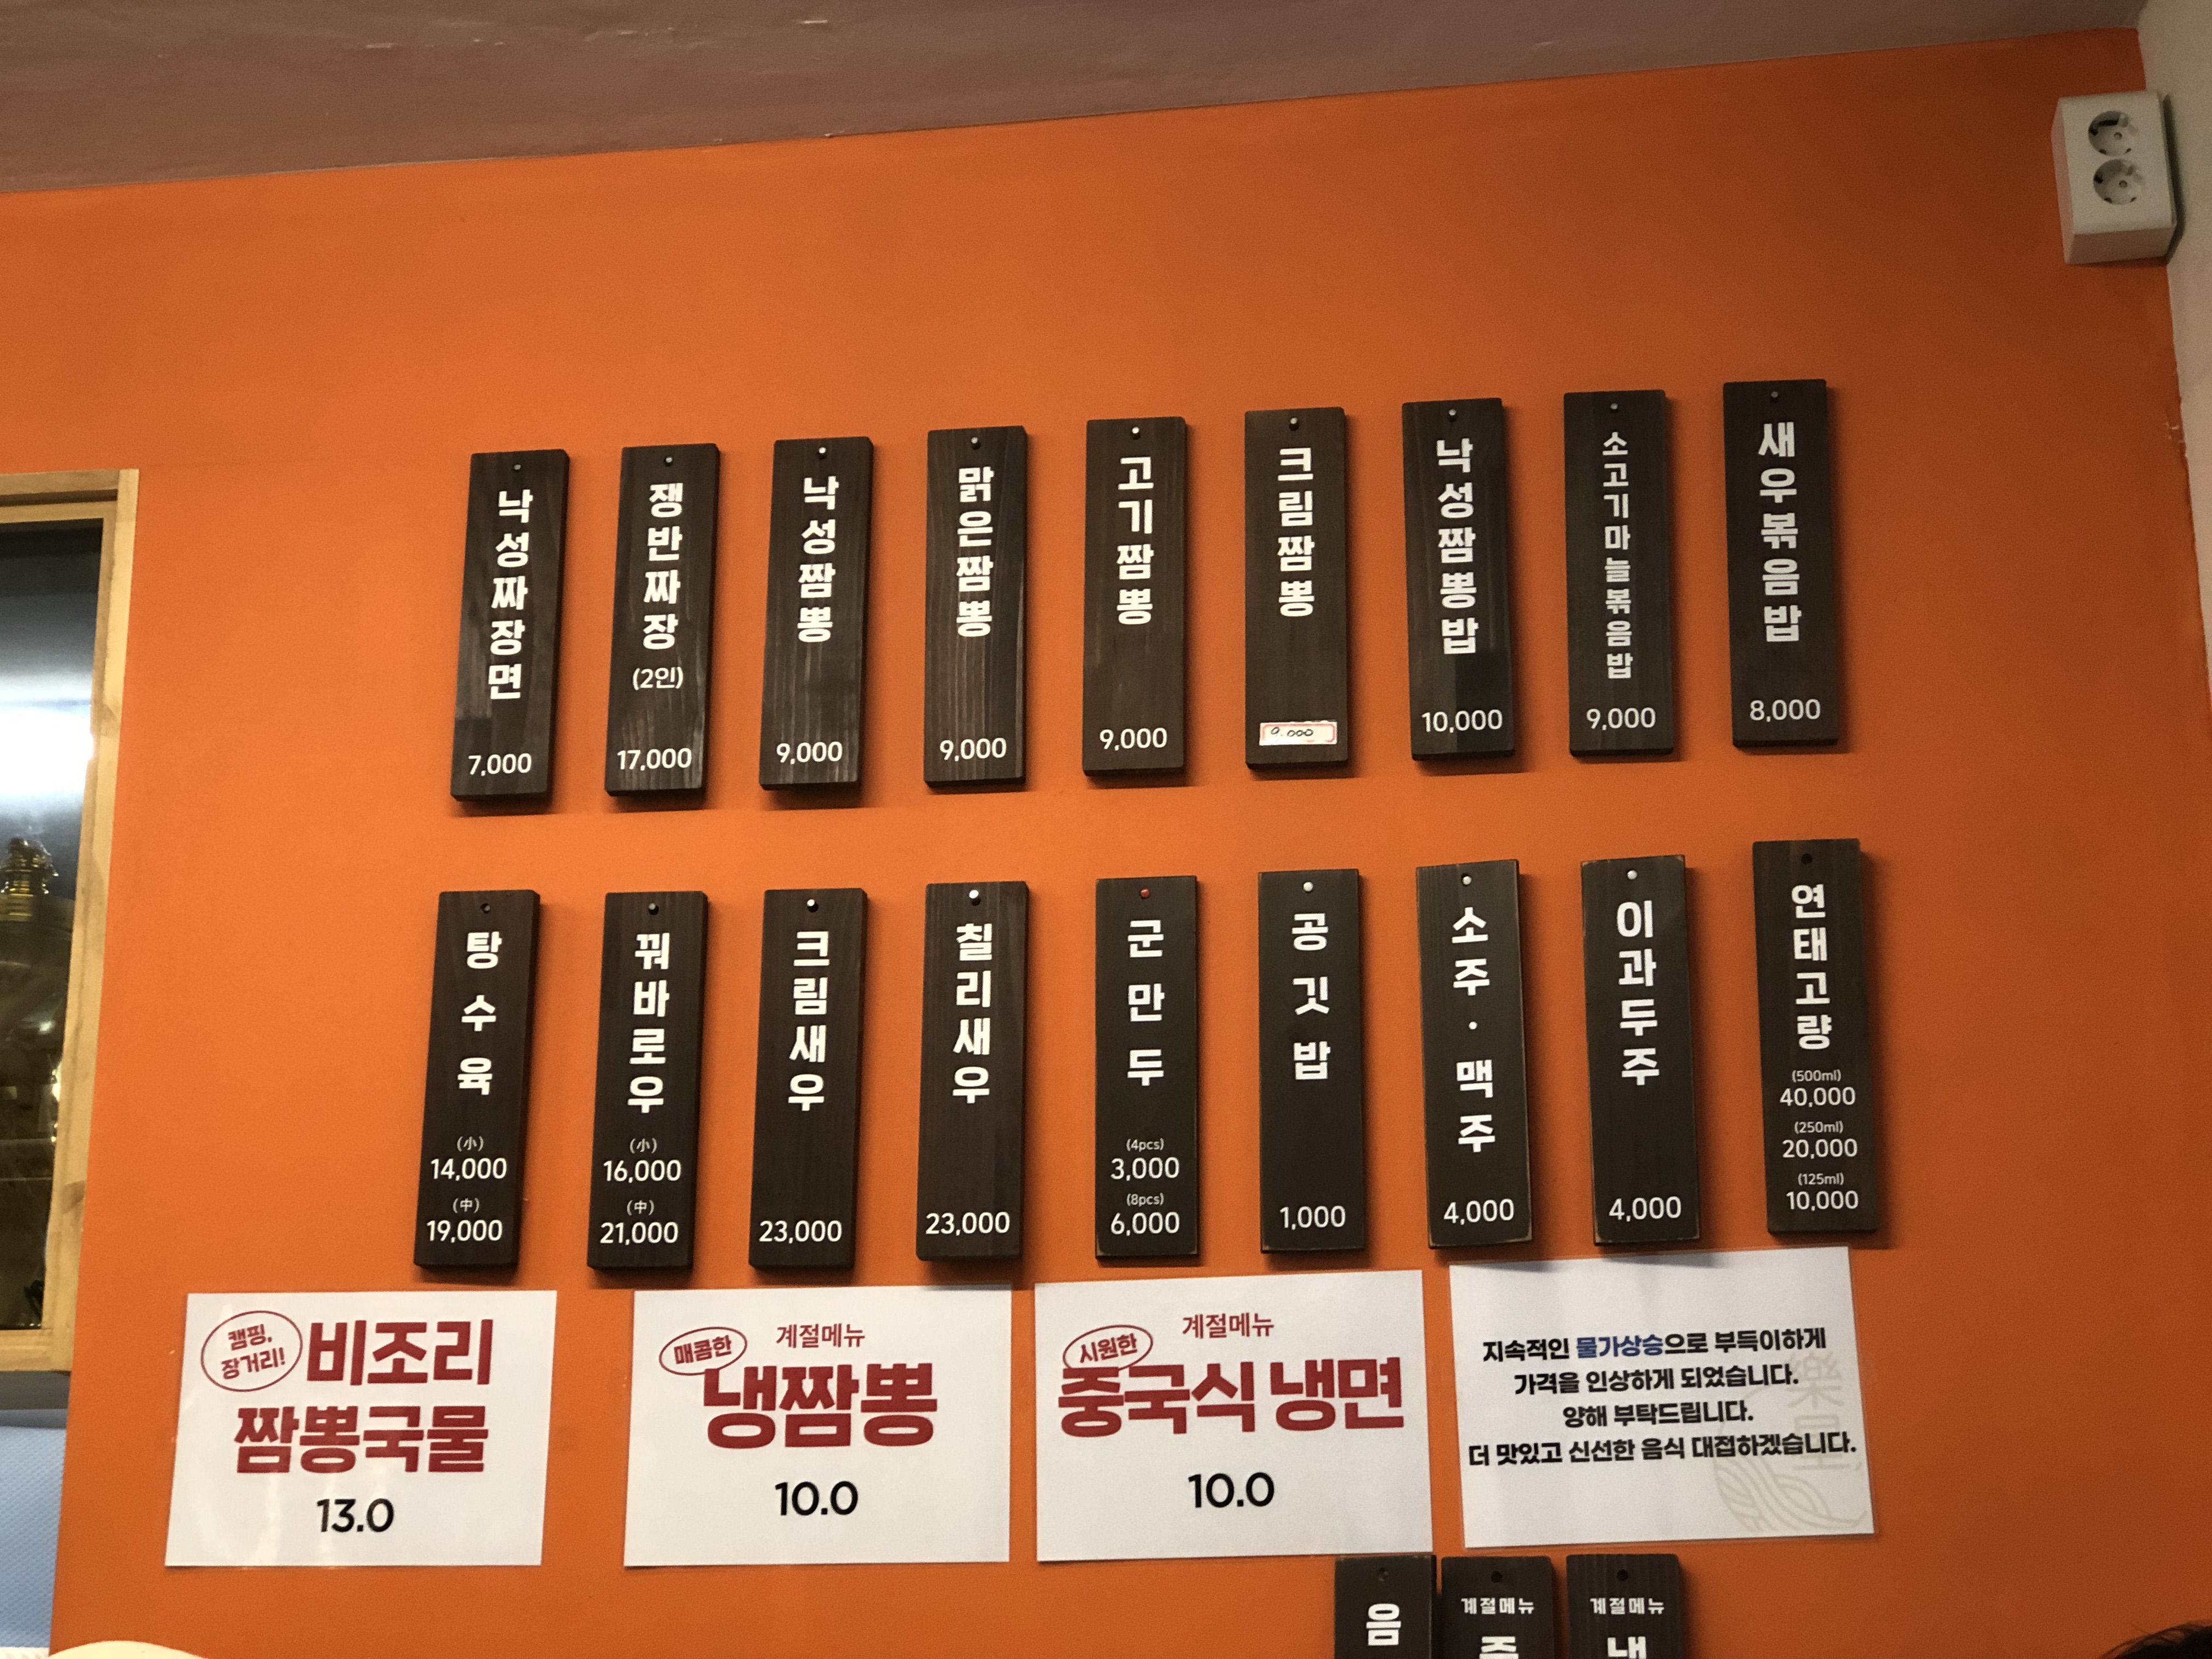 낙성짜장면
7,000
쟁반짜장
(2인)
17,000
낙성짬뽕
9,000
맑은짬뽕
9,000
고기짬뽕
9,000
크림짬뽕
9.000
낙성짬뽕밥
10,000
소고기마늘볶음밥
9,000
새우볶음밥
8,000
탕수육
(小)
14,000
(中)
19,000
꿔바로우
(小)
16,000
(中)
21,000
크림새우
23,000
칠리새우
23,000
군만두
(4pcs)
3,000
(8pcs)
6,000
공깃밥
1,000
소주·맥주
4,000
이과두주
4,000
연태고량
(500ml)
40,000
(250ml)
20,000
(125ml)
10,000
캠핑,
장거리!
비조리
짬뽕국물
13.0
계절메뉴
매콤한
냉짬뽕
10.0
계절메뉴
시원한
중국식 냉면
10.0
지속적인 물가상승으로 부득이하게
가격을 인상하게 되었습니다.
양해 부탁드립니다.
더 맛있고 신선한 음식 대접하겠습니다.
樂
星
음
계절메뉴
계절메뉴